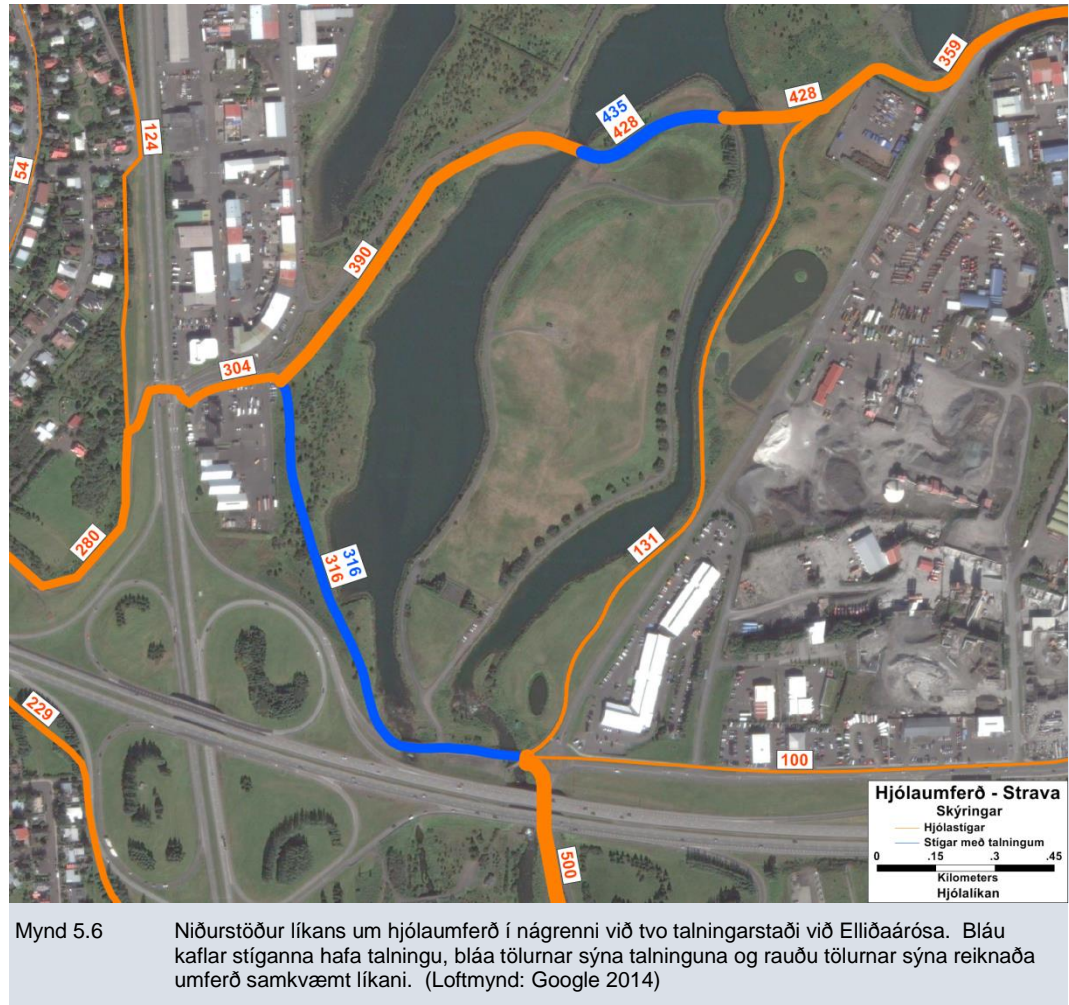 359
428
435
428
124
54
390
304
316
316
280
131
229
100
500
Hjólaumferð - Strava
Skýringar
Hjólastígar
Stígar með talningum
0 .15 .3 .45
Kilometers
Hjólalíkan
Mynd 5.6 Niðurstöður líkans um hjólaumferð í nágrenni við tvo talningarstaði við Elliðaárósa. Bláu
kaflar stíganna hafa talningu, bláa tölurnar sýna talninguna og rauðu tölurnar sýna reiknaða
umferð samkvæmt líkani. (Loftmynd: Google 2014)